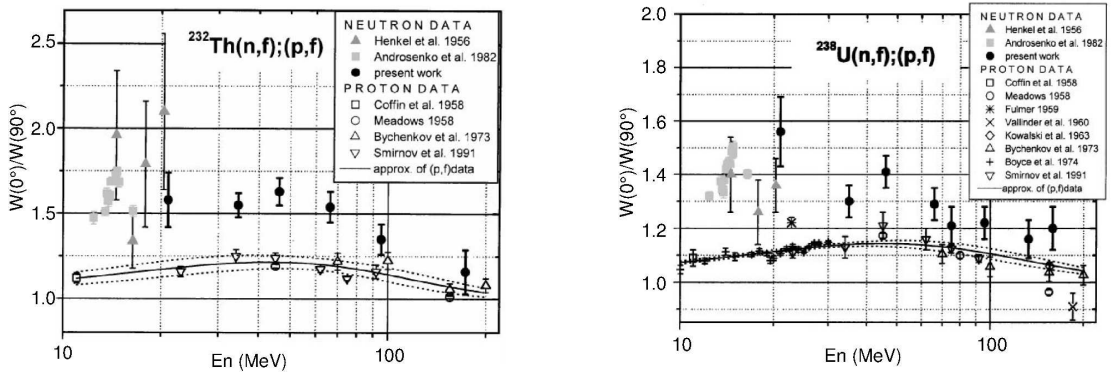 2.5
2.0
1.5
1.0
W(0°)/W(90°)
²³²Th(n,f);(p,f)
NEUTRON DATA
Henkel et al. 1956
Androsenko et al. 1982
present work
PROTON DATA
Coffin et al. 1958
Meadows 1958
Bychenkov et al. 1973
Smirnov et al. 1991
approx. of (p,f)data
10
100
En (MeV)
2.0
1.8
1.6
1.4
1.2
1.0
W(0°)/W(90°)
²³⁸U(n,f);(p,f)
NEUTRON DATA
Henkel et al. 1956
Androsenko et al. 1982
present work
PROTON DATA
Coffin et al. 1958
Meadows 1958
Fulmer 1959
Vallinder et al. 1960
Kowalski et al. 1963
Bychenkov et al. 1973
Boyce et al. 1974
Smirnov et al. 1991
approx. of (p,f)data
10
100
En (MeV)